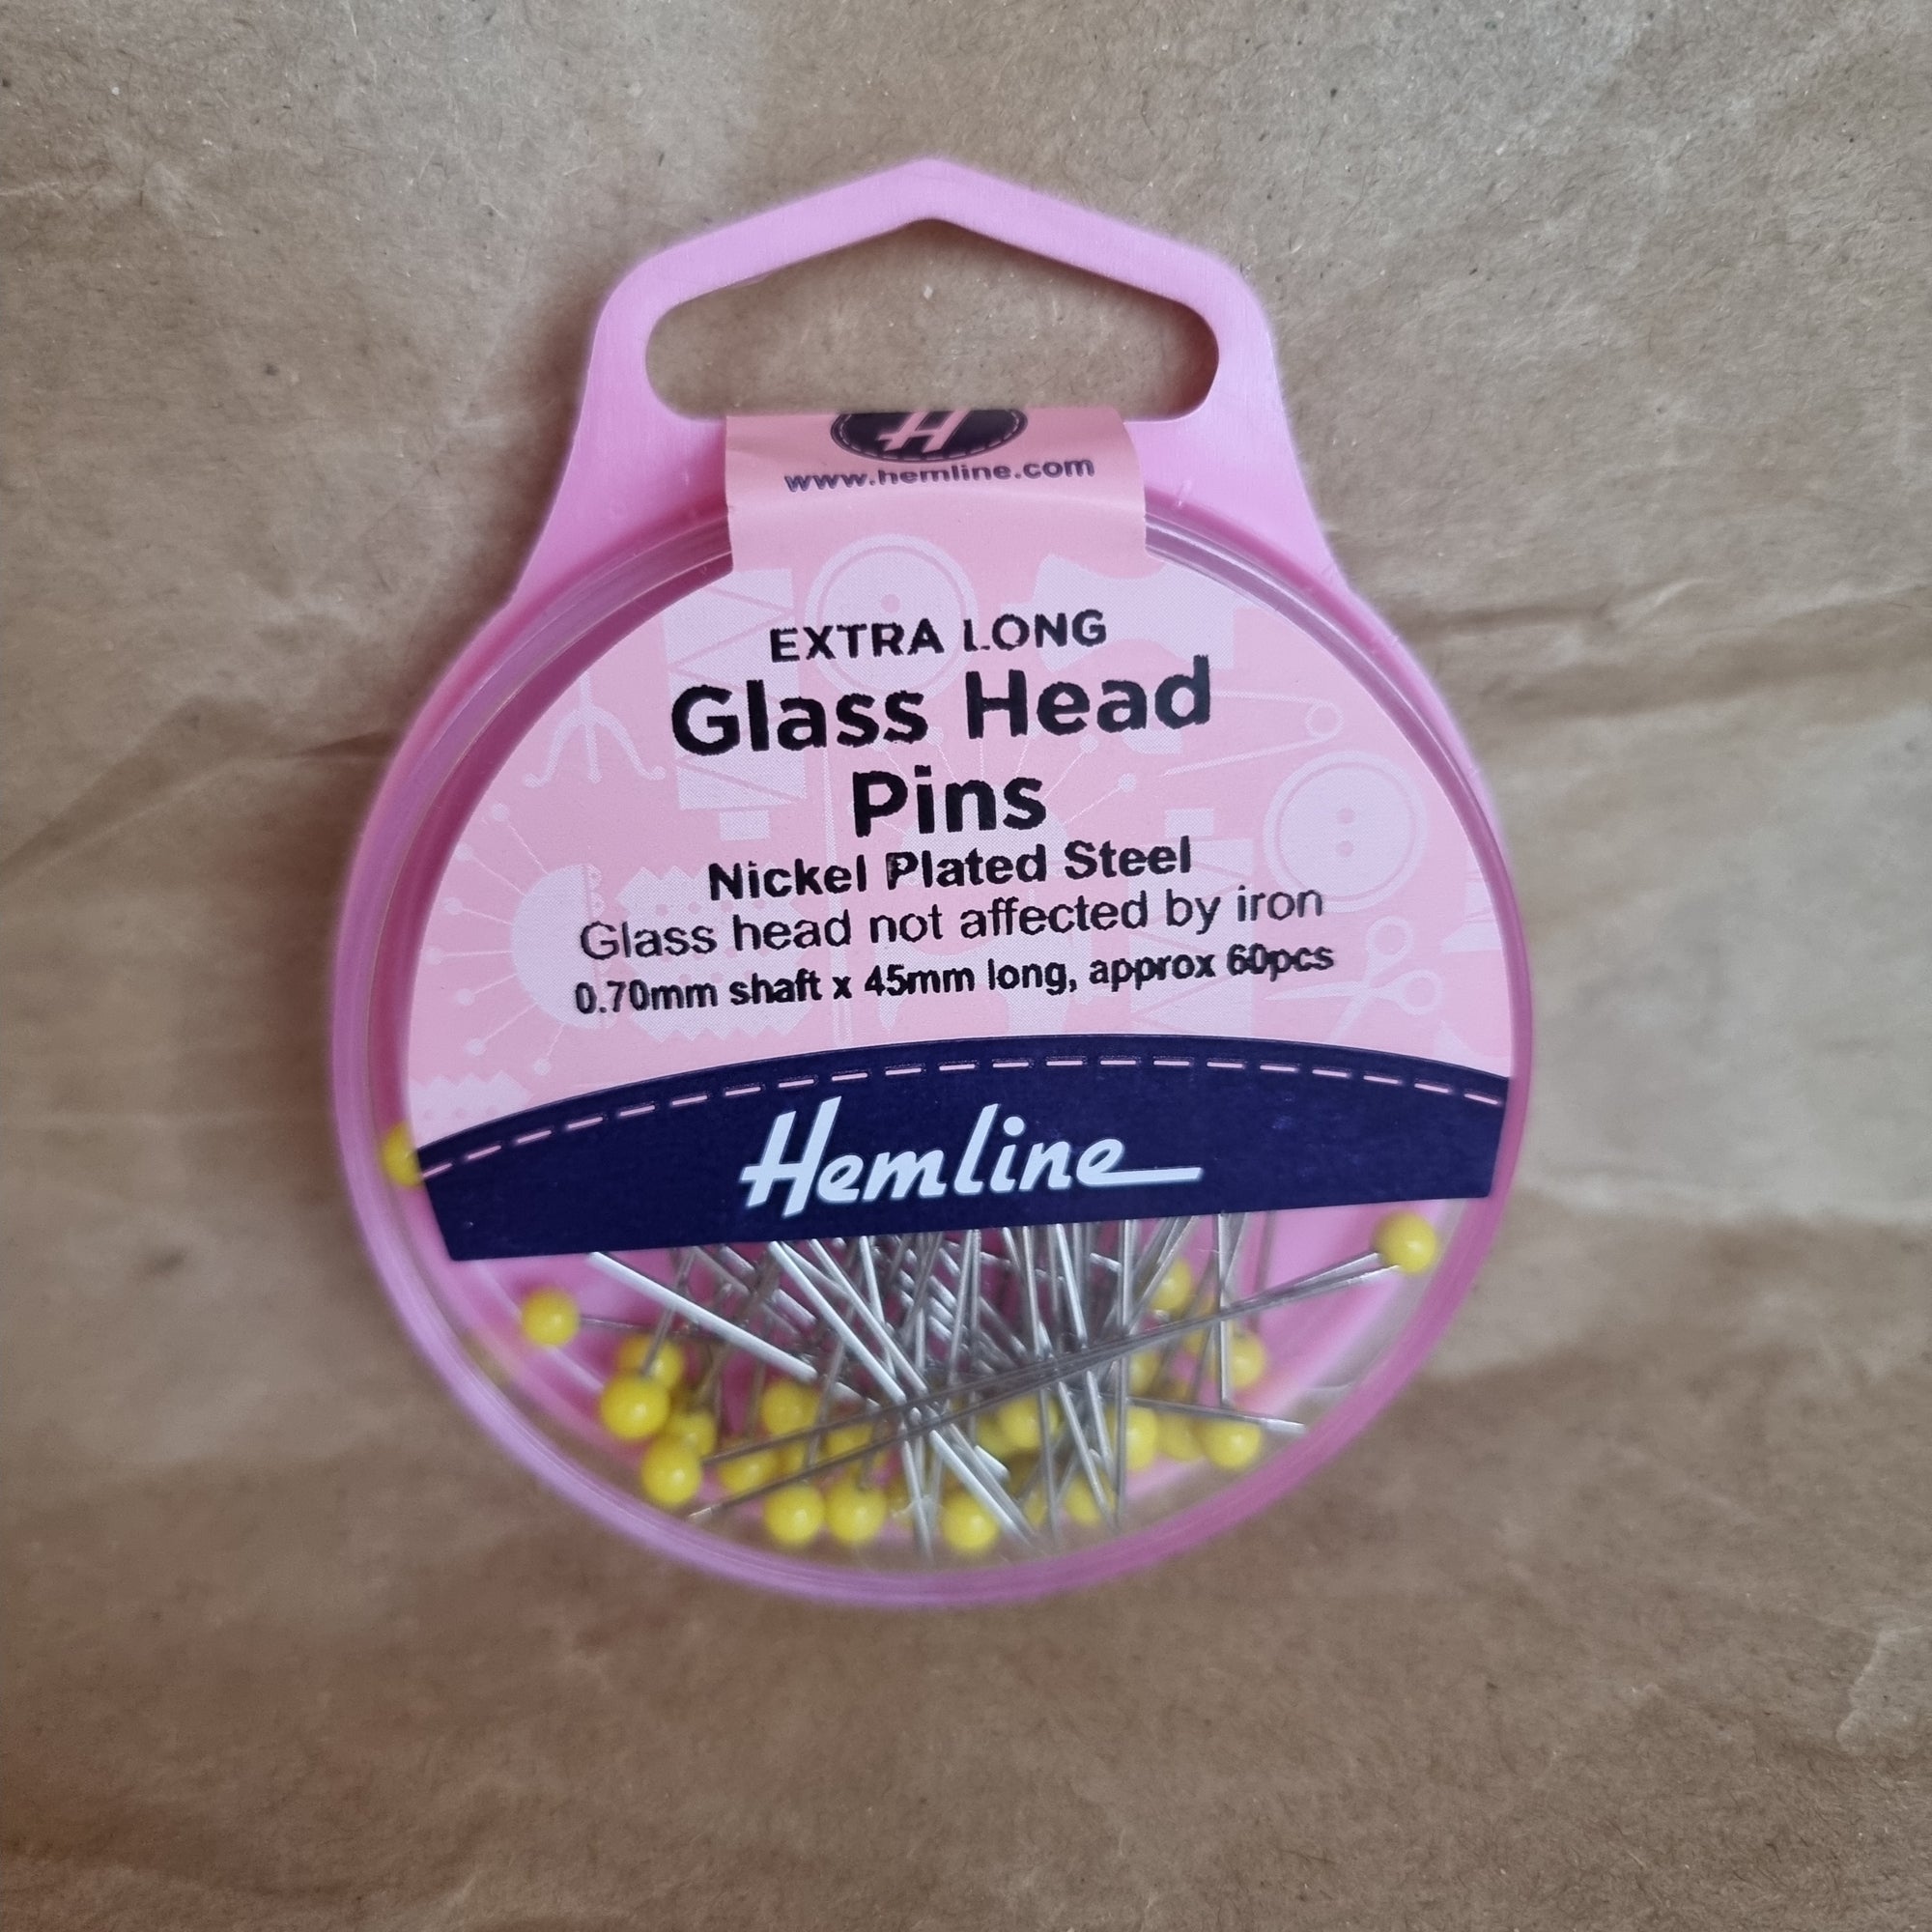 H
www.hemline.com
EXTRA LONG
Glass Head
Pins
Nickel Plated Steel
Glass head not affected by iron
0.70mm shaft x 45mm long, approx 60pcs
Hemline